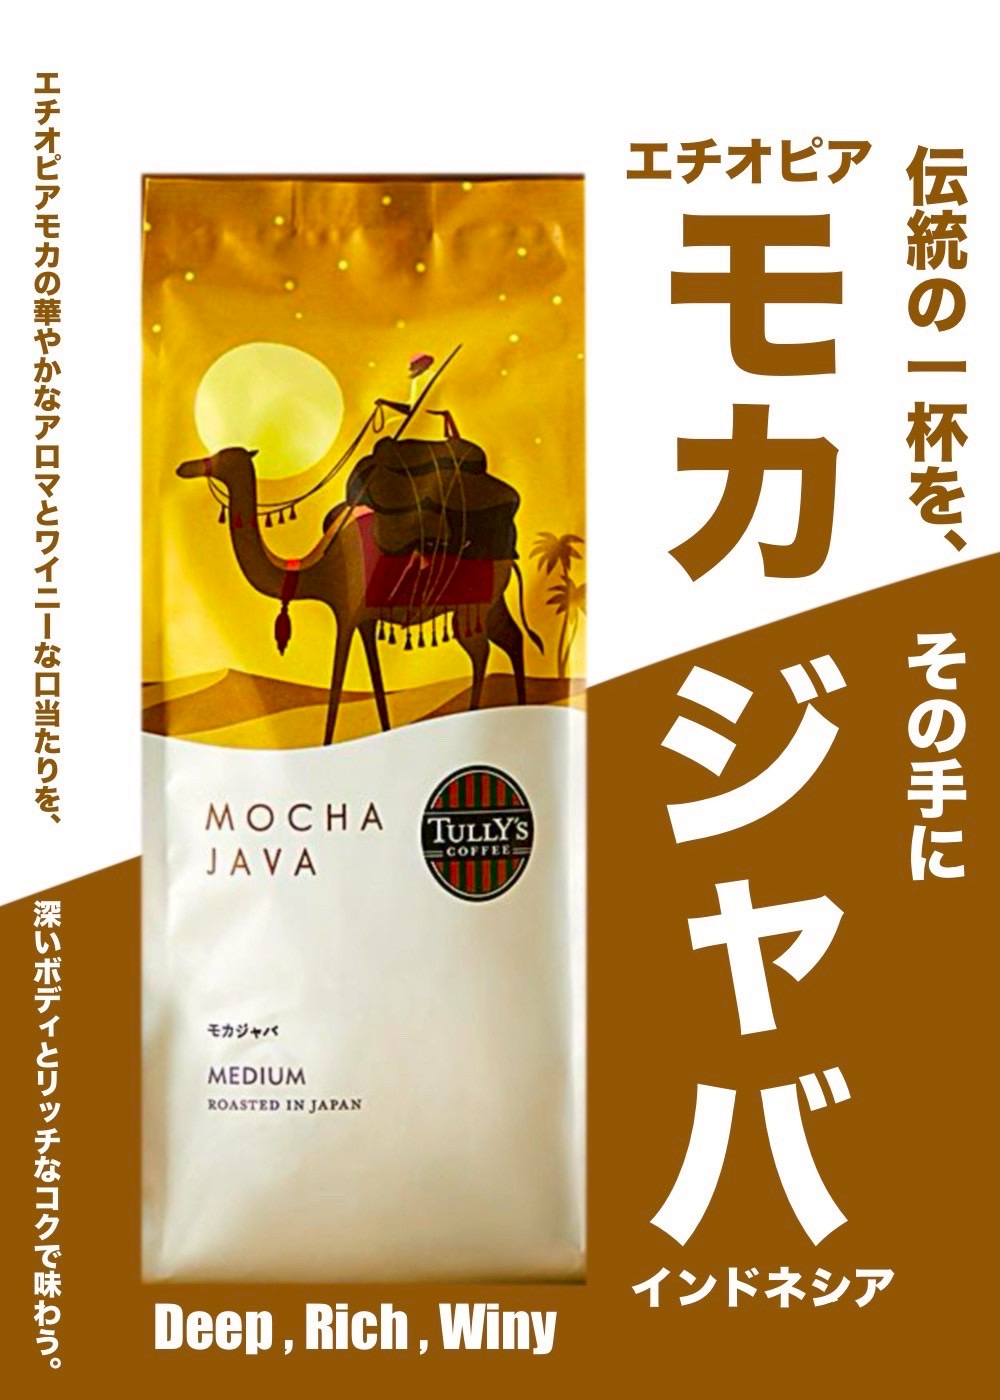 伝統の一杯を、
その手に
エチオピア
モカ
ジャバ
インドネシア
MOCHA
JAVA
TULLY'S
COFFEE
モカジャバ
MEDIUM
ROASTED IN JAPAN
エチオピアモカの華やかなアロマとワイニーな口当たりを、
深いボディとリッチなコクで味わう。
Deep , Rich , Winy